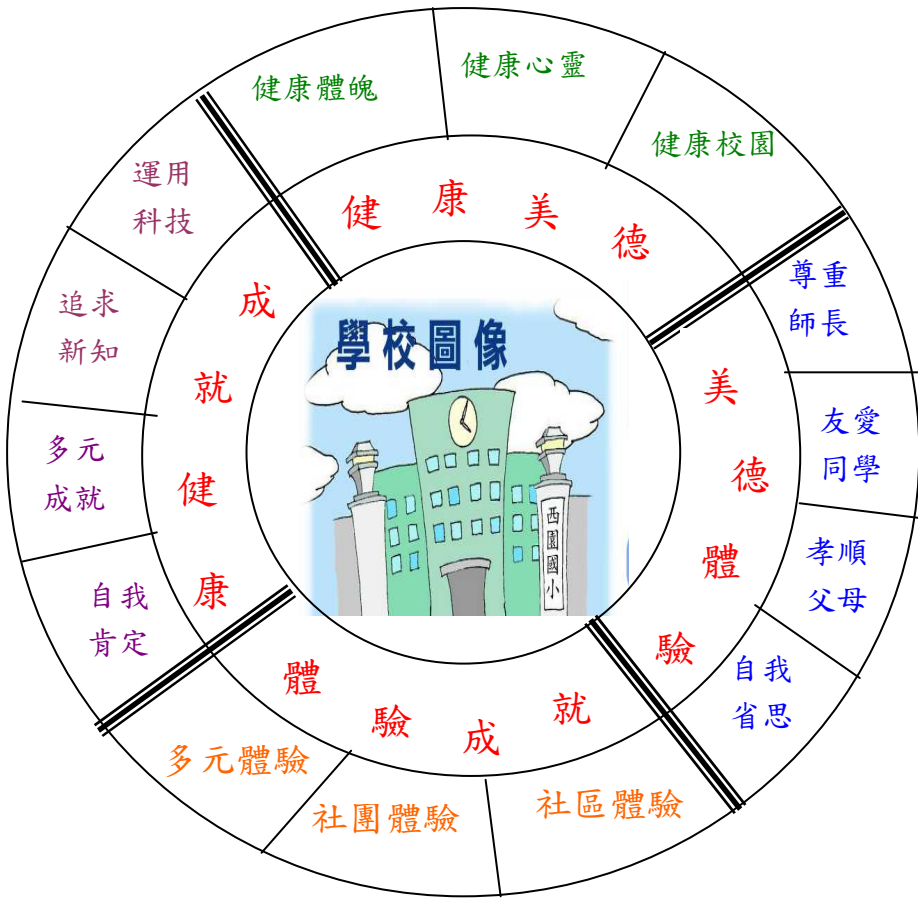 健康體魄
健康心靈
健康校園
健康美德
尊重
師長
友愛
同學
孝順
父母
自我
省思
美德體驗
社區體驗
社團體驗
多元體驗
體驗成就
自我
肯定
多元
成就
追求
新知
運用
科技
成就健康
學校圖像
西園國小